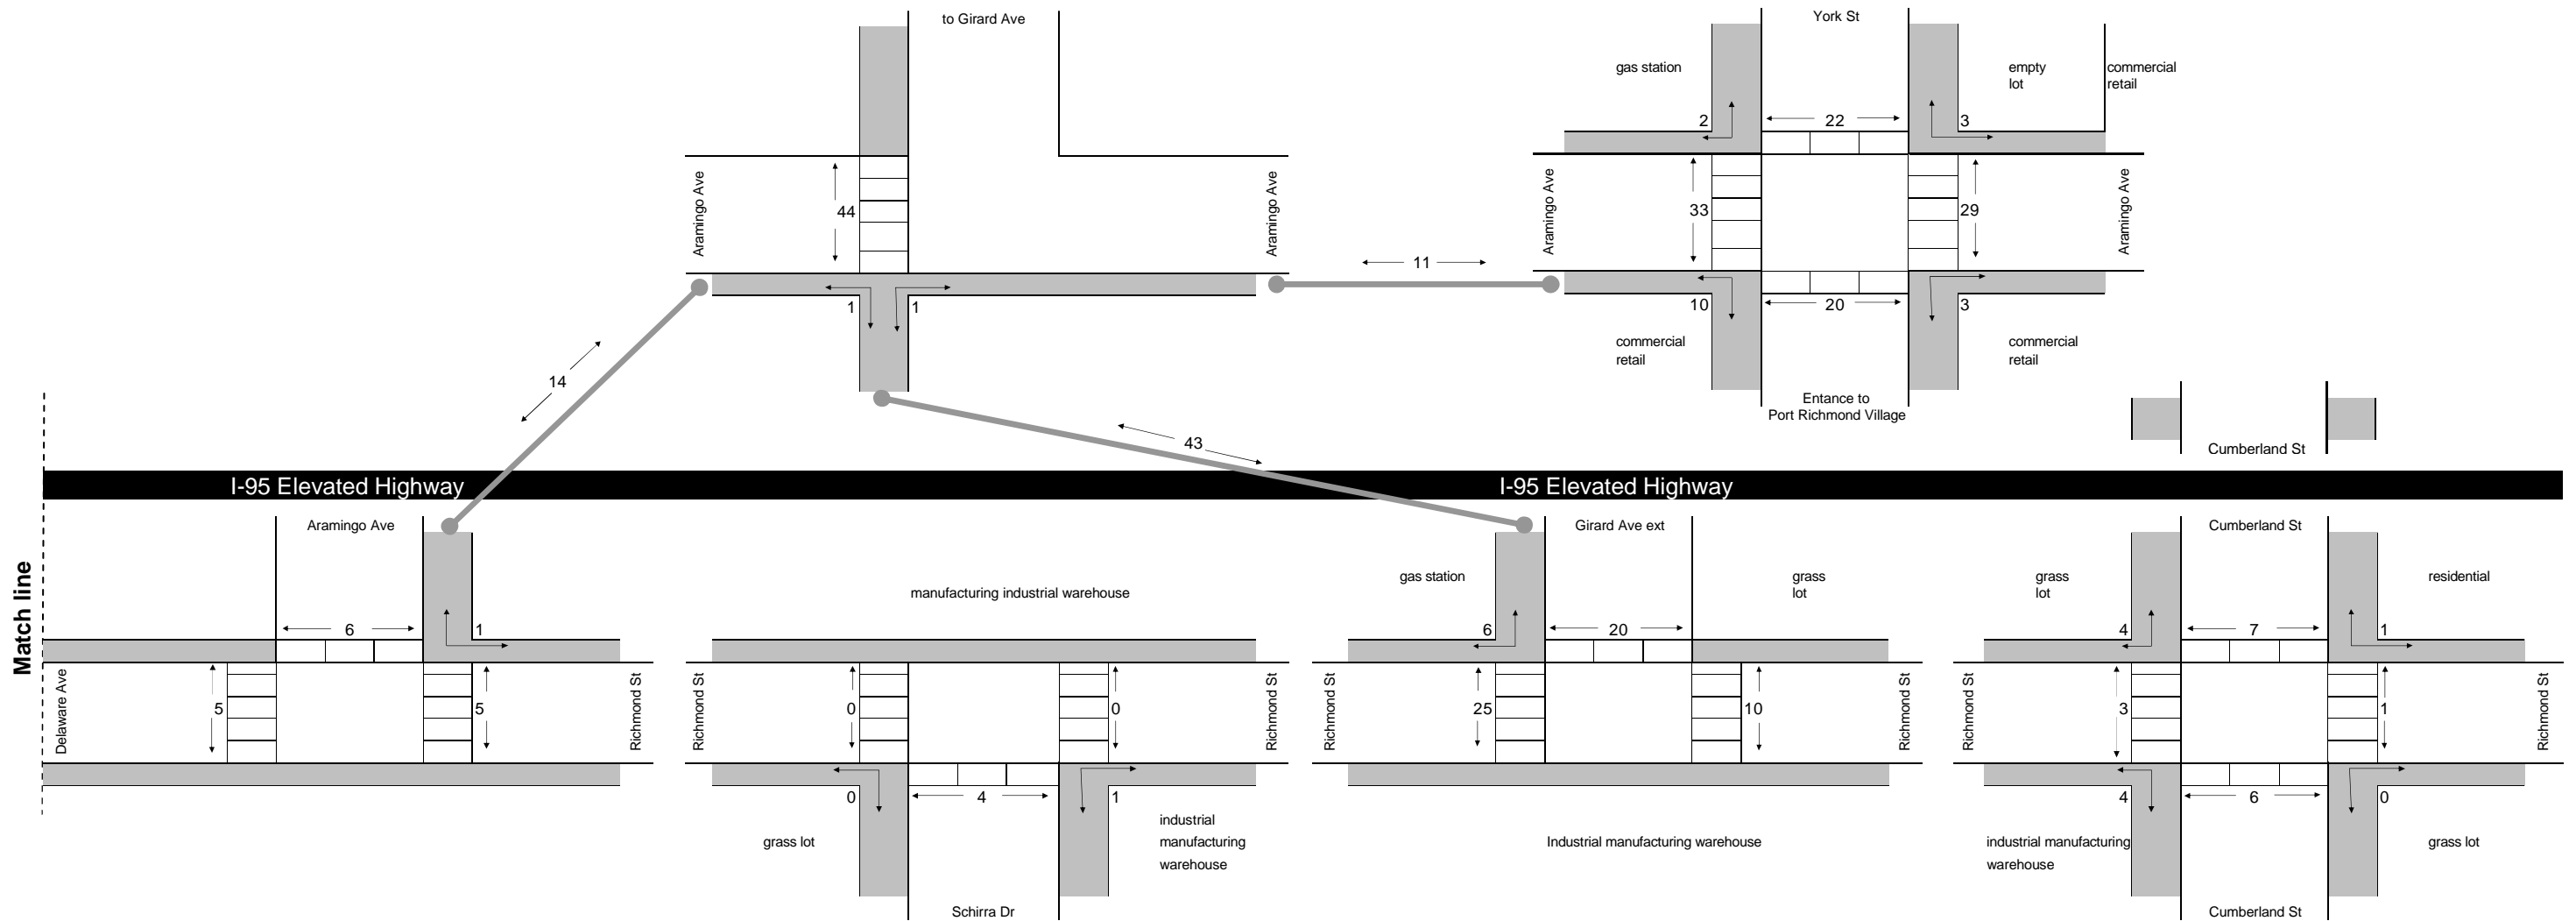 to Girard Ave
York St
gas station
empty
lot
commercial
retail
2
22
3
Aramingo Ave
44
Aramingo Ave
Aramingo Ave
33
29
Aramingo Ave
11
1
1
10
20
3
commercial
retail
commercial
retail
14
Entance to
Port Richmond Village
43
Cumberland St
I-95 Elevated Highway
I-95 Elevated Highway
Match line
Aramingo Ave
Girard Ave ext
Cumberland St
gas station
grass
lot
grass
lot
residential
manufacturing industrial warehouse
6
1
6
20
4
7
1
Delaware Ave
5
5
Richmond St
Richmond St
0
0
Richmond St
Richmond St
25
10
Richmond St
Richmond St
3
1
Richmond St
0
4
1
4
6
0
grass lot
industrial
manufacturing
warehouse
Industrial manufacturing warehouse
industrial manufacturing
warehouse
grass lot
Schirra Dr
Cumberland St